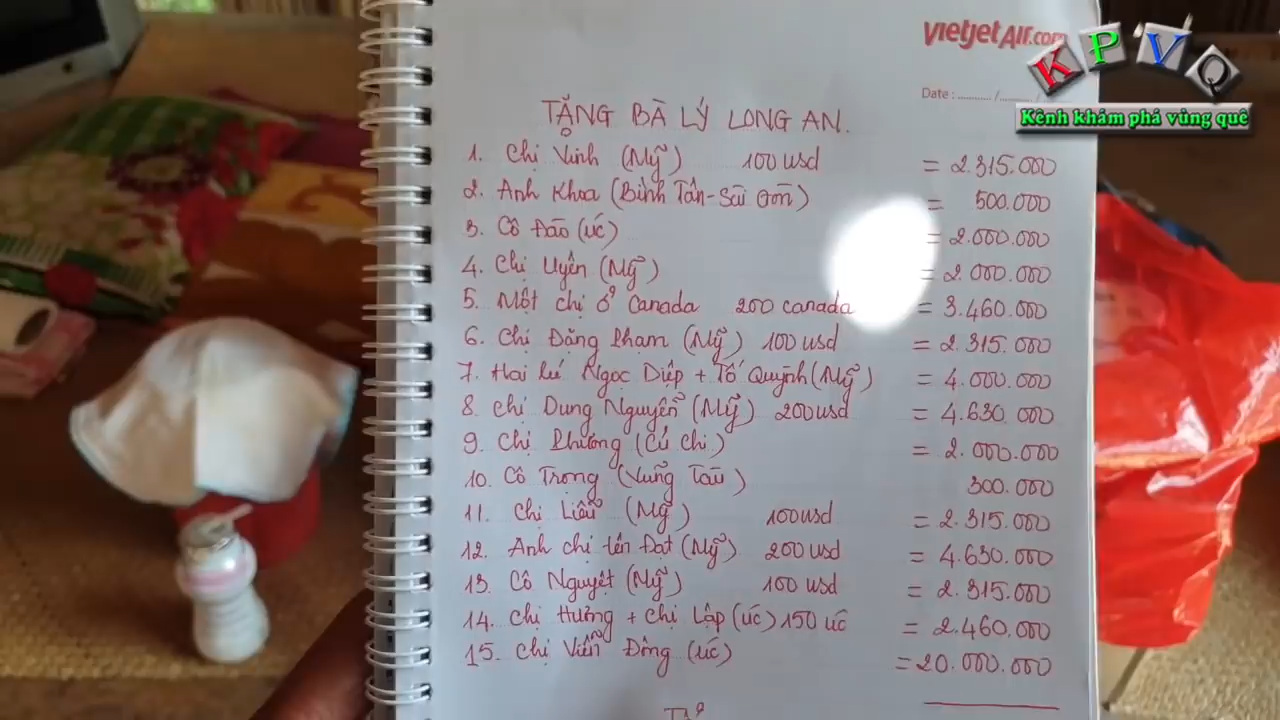 vietjetAir.com
KPVQ
Kênh khám phá vùng quê
Date : ........... /........... /
TẶNG BÀ LÝ LONG AN.
1. Chị Vinh (Mỹ) 100 usd = 2.315.000
2. Anh Khoa (Bình Tân - Sài Gòn) = 500.000
3. Cô Đào (Úc) = 2.000.000
4. Chị Uyên (Mỹ) = 2.000.000
5. Một chị ở Canada 200 canada = 3.460.000
6. Chị Đăng Phạm (Mỹ) 100 usd = 2.315.000
7. Hai bé Ngọc Diệp + Tố Quỳnh (Mỹ) = 4.000.000
8. Chị Dung Nguyễn (Mỹ) 200 usd = 4.630.000
9. Chị Phương (Củ Chi) = 2.000.000
10. Cô Trọng (Vũng Tàu) 300.000
11. Chị Liễu (Mỹ) 100 usd = 2.315.000
12. Anh chị tên Đạt (Mỹ) 200 usd = 4.630.000
13. Cô Nguyệt (Mỹ) 100 usd = 2.315.000
14. Chị Hường + Chị Lập (Úc) 150 úc = 2.460.000
15. Chị Viễn Đông (Úc) = 20.000.000